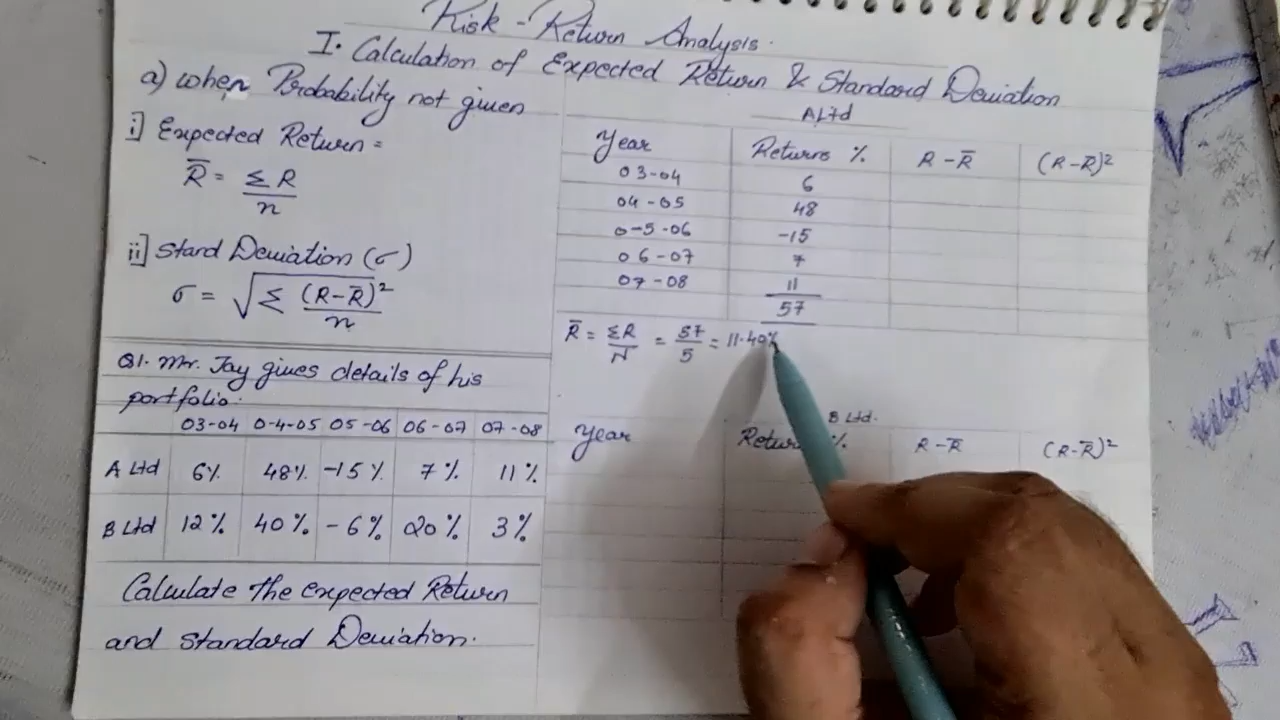 Risk - Return Analysis.
I. Calculation of Expected Return & Standard Deviation
a) when Probability not given
i] Expected Return =
R̄ = ΣR / n
ii] Stard Deviation (σ)
σ = √Σ (R-R̄)² / n
Q1. Mr. Jay gives details of his
portfolio.
03-04 0-4-05 05-06 06-07 07-08
A Ltd 6% 48% -15% 7% 11%
B Ltd 12% 40% -6% 20% 3%
Calculate the expected Return
and Standard Deviation.
A Ltd
Year Returns % R-R̄ (R-R̄)²
03-04 6
04-05 48
0-5-06 -15
06-07 7
07-08 11
57
R̄ = ΣR / N = 57 / 5 = 11.40%
B Ltd.
Year Returns % R-R̄ (R-R̄)²